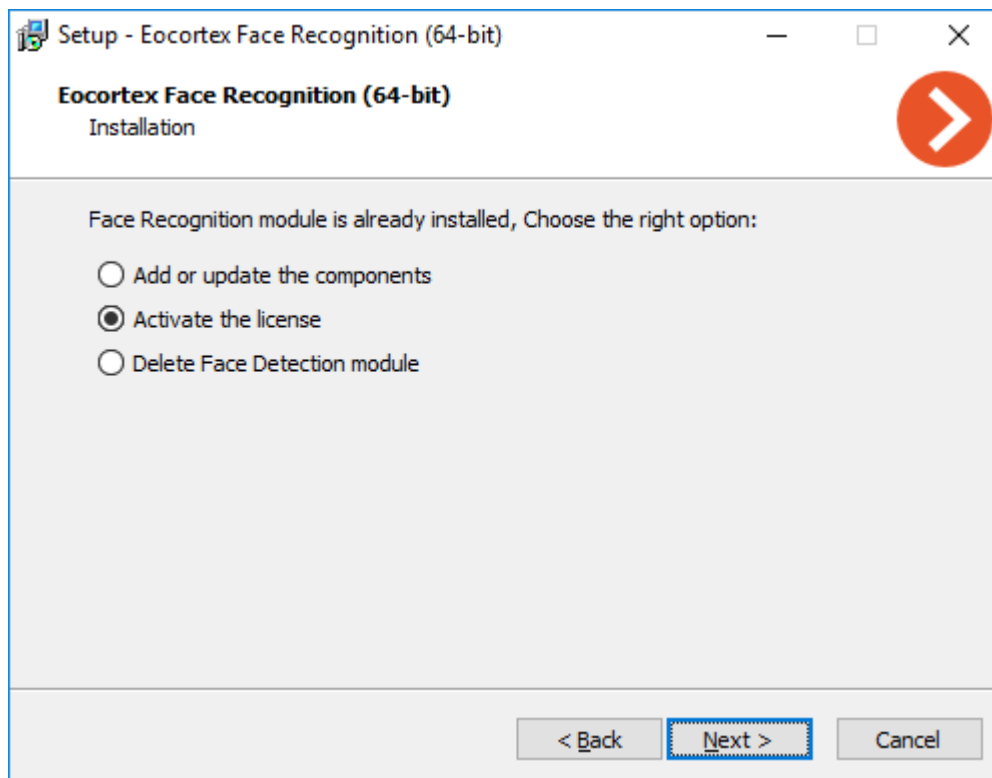 Setup - Eocortex Face Recognition (64-bit)
Eocortex Face Recognition (64-bit)
Installation
Face Recognition module is already installed, Choose the right option:
Add or update the components
Activate the license
Delete Face Detection module
< Back Next > Cancel